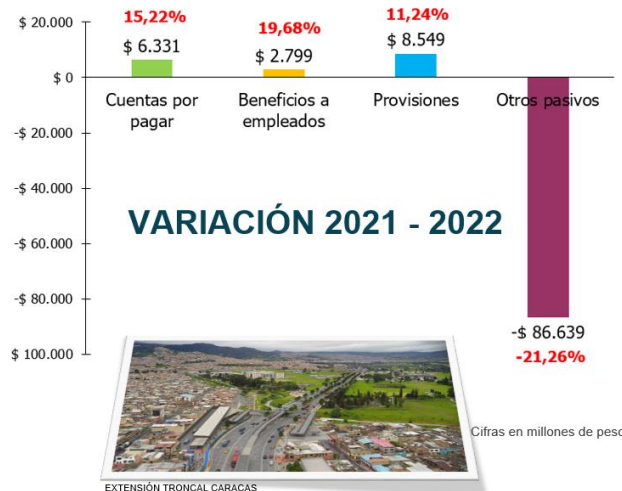 $ 20.000
15,22%
19,68%
11,24%
$ 6.331
$ 2.799
$ 8.549
$ 0
Cuentas por
pagar
Beneficios a
empleados
Provisiones
Otros pasivos
-$ 20.000
-$ 40.000
VARIACIÓN 2021 - 2022
-$ 60.000
-$ 80.000
-$ 86.639
$ 100.000
-21,26%
Cifras en millones de peso
EXTENSIÓN TRONCAL CARACAS